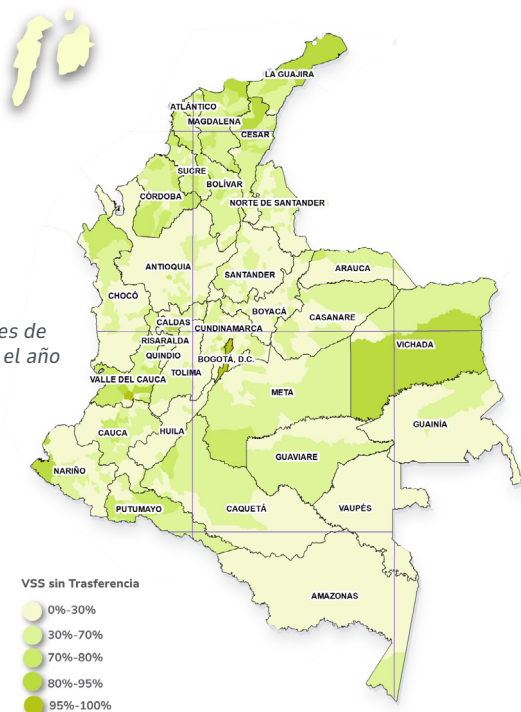 LA GUAJIRA
ATLÁNTICO
MAGDALENA
CESAR
SUCRE
BOLÍVAR
CÓRDOBA
NORTE DE SANTANDER
ANTIOQUIA
SANTANDER
ARAUCA
CHOCÓ
BOYACÁ
CASANARE
CALDAS
CUNDINAMARCA
es de
el año
RISARALDA
VICHADA
QUINDIO
BOGOTÁ, D.C.
VALLE DEL CAUCA
TOLIMA
META
GUAINÍA
CAUCA
HUILA
GUAVIARE
NARIÑO
PUTUMAYO
CAQUETÁ
VAUPÉS
AMAZONAS
VSS sin Trasferencia
0%-30%
30%-70%
70%-80%
80%-95%
95%-100%